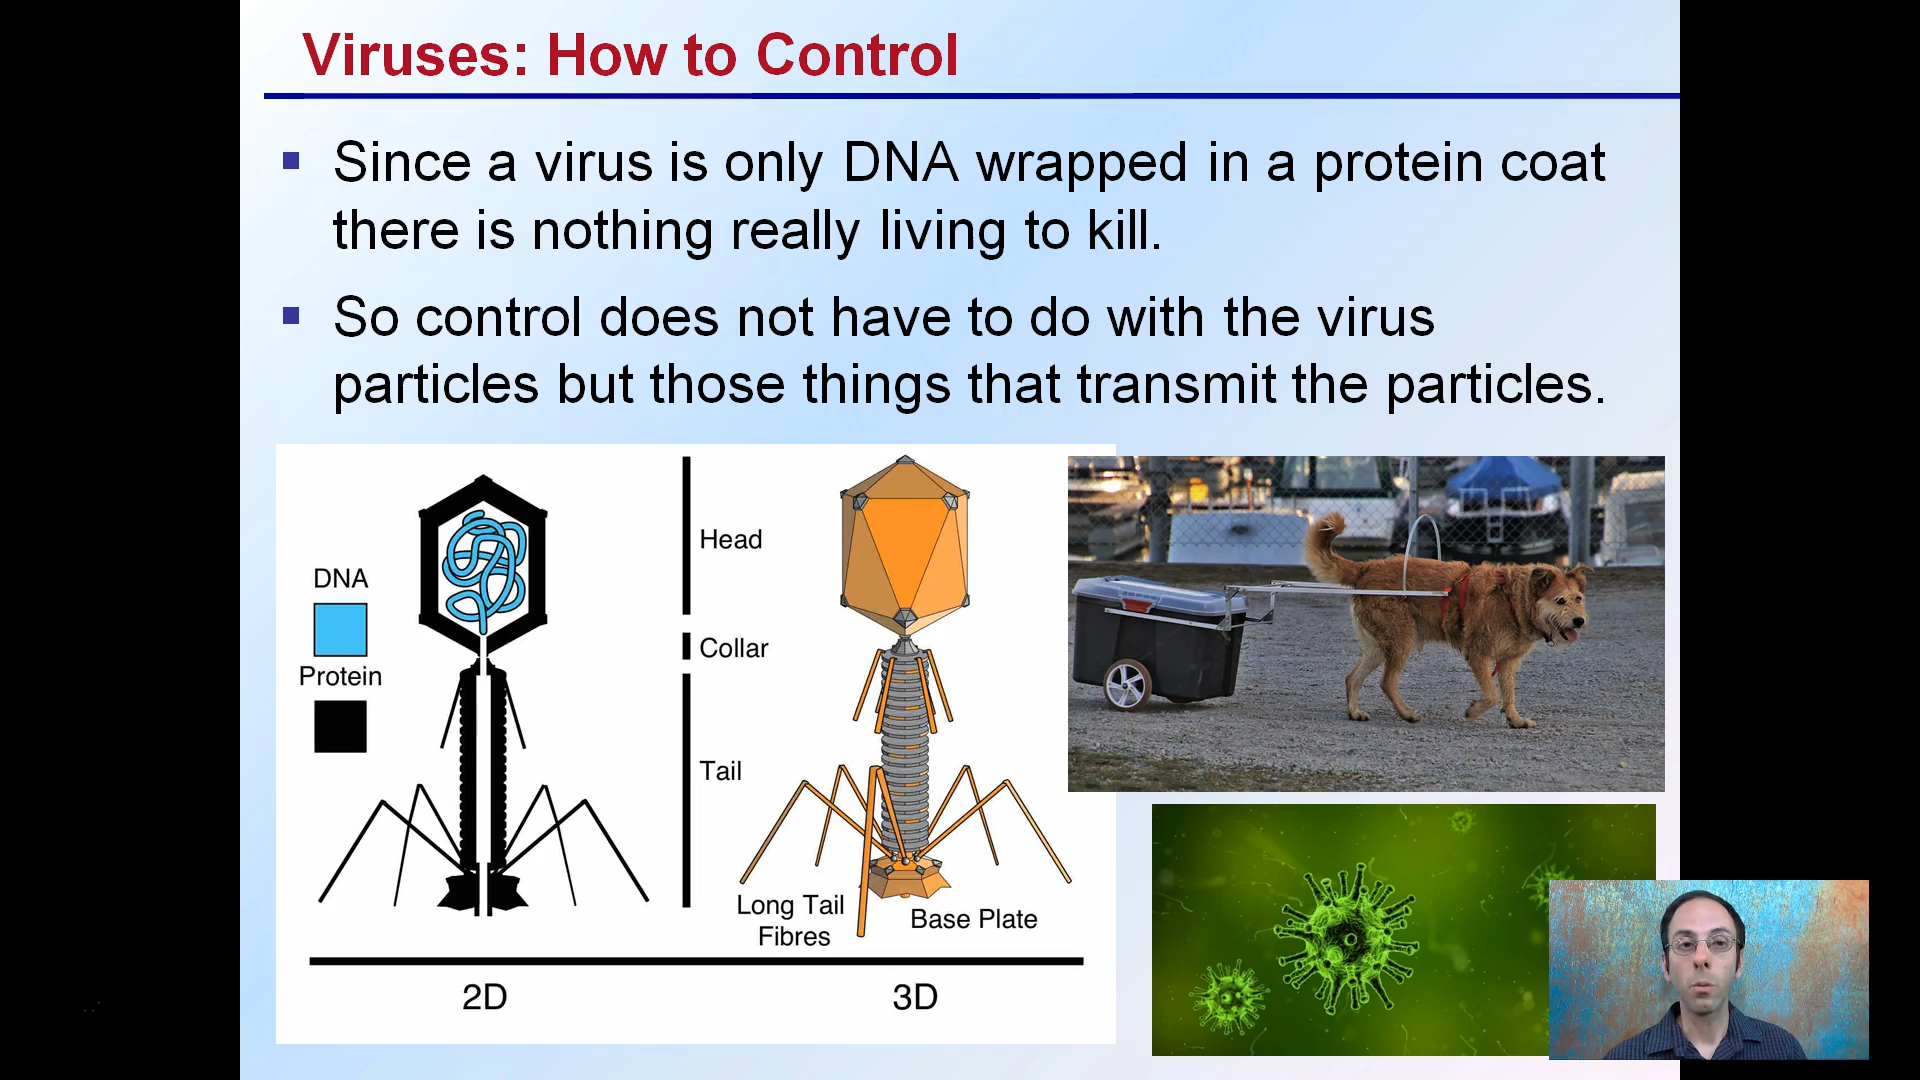 Viruses: How to Control
Since a virus is only DNA wrapped in a protein coat
there is nothing really living to kill.
So control does not have to do with the virus
particles but those things that transmit the particles.
DNA
Protein
Head
Collar
Tail
Long Tail
Fibres
Base Plate
2D
3D